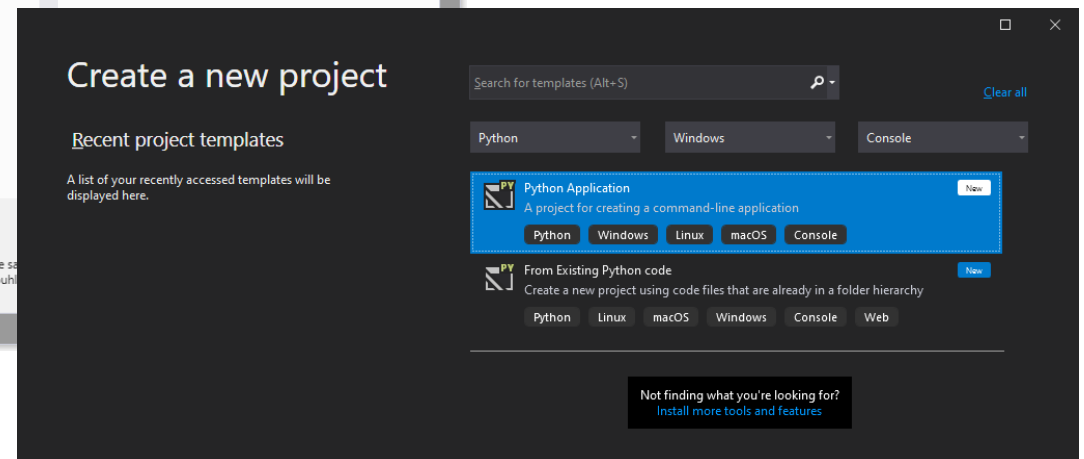 Create a new project
Search for templates (Alt+S)
Clear all
Recent project templates
A list of your recently accessed templates will be
displayed here.
Python
Windows
Console
PY
Python Application
New
A project for creating a command-line application
Python
Windows
Linux
macOS
Console
PY
From Existing Python code
New
Create a new project using code files that are already in a folder hierarchy
Python
Linux
macOS
Windows
Console
Web
Not finding what you're looking for?
Install more tools and features